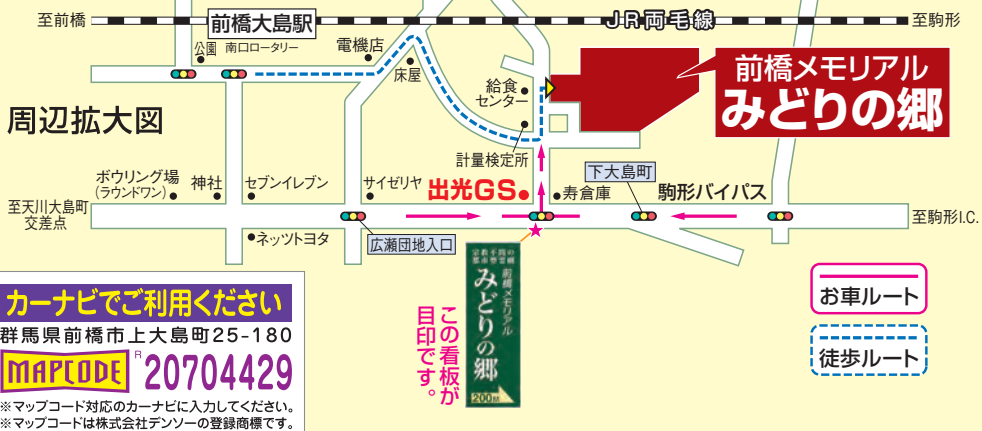 至前橋
前橋大島駅
JR両毛線
至駒形
公園
南口ロータリー
電機店
床屋
給食
センター
前橋メモリアル
みどりの郷
周辺拡大図
計量検定所
下大島町
ボウリング場
(ラウンドワン)
神社
セブンイレブン
サイゼリヤ
出光GS
寿倉庫
駒形バイパス
至天川大島町
交差点
至駒形I.C.
ネッツトヨタ
広瀬団地入口
前橋メモリアル
みどりの郷
200m
この看板が
目印です。
お車ルート
徒歩ルート
カーナビでご利用ください
群馬県前橋市上大島町25-180
MAPCODE R 20704429
※マップコード対応のカーナビに入力してください。
※マップコードは株式会社デンソーの登録商標です。